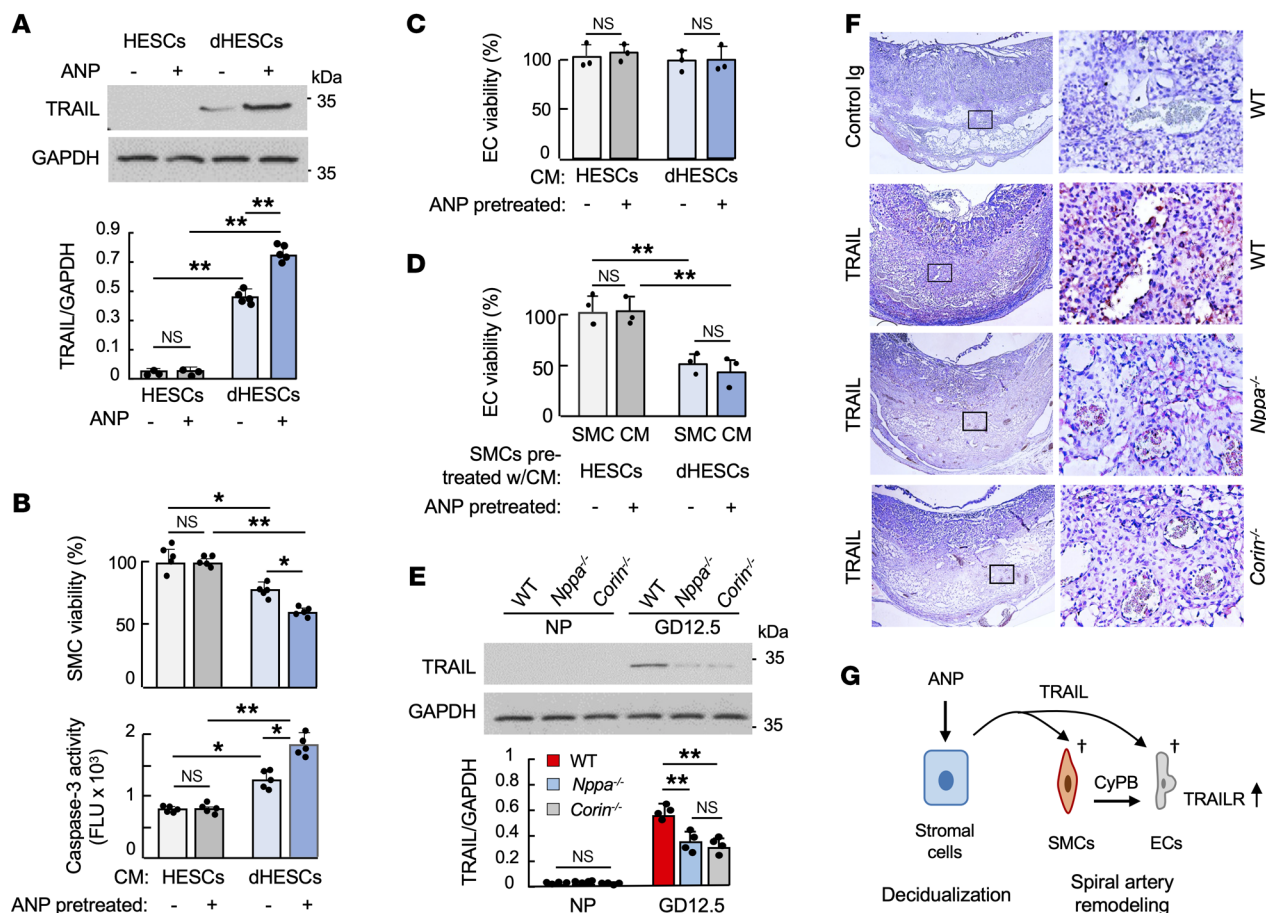 A
HESCs dHESCs
ANP - + - + kDa
TRAIL - 35
GAPDH
- 35
0.9
0.7
0.5
0.3
0.1
0
TRAIL/GAPDH
**
**
**
NS
HESCs dHESCs
ANP - + - +
B
*
NS **
*
100
50
0
SMC viability (%)
**
* *
NS
2
1
0
Caspase-3 activity
(FLU x 10³)
CM: HESCs dHESCs
ANP pretreated: - + - +
C
NS NS
100
50
0
EC viability (%)
CM: HESCs dHESCs
ANP pretreated: - + - +
D
**
NS **
NS
100
50
0
EC viability (%)
SMC CM SMC CM
SMCs pre-
treated w/CM: HESCs dHESCs
ANP pretreated: - + - +
E
WT Nppa-/- Corin-/- WT Nppa-/- Corin-/-
NP GD12.5
kDa
TRAIL - 35
GAPDH
- 35
1
0.8
0.6
0.4
0.2
0
TRAIL/GAPDH
WT
Nppa-/-
Corin-/-
**
**
NS
NS
NP GD12.5
F
Control Ig WT
TRAIL WT
TRAIL Nppa-/-
TRAIL Corin-/-
G
ANP
TRAIL
† †
CyPB
TRAILR
Stromal
cells
SMCs ECs
Decidualization
Spiral artery
remodeling